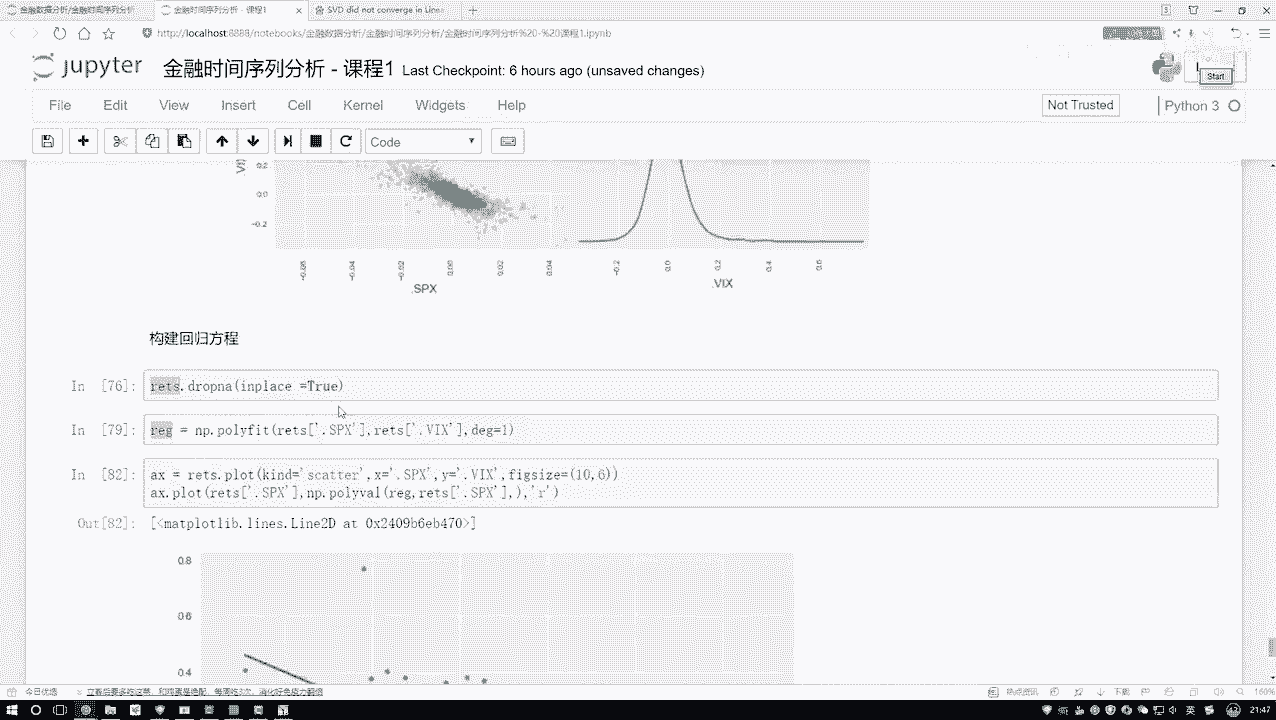 金融数据分析/金融时间序列分析
金融时间序列分析 - 课程1
SVD did not converge in Linea
http://localhost:8888/notebooks/金融数据分析/金融时间序列分析/金融时间序列分析%20-%20课程1.ipynb
jupyter 金融时间序列分析 - 课程1 Last Checkpoint: 6 hours ago (unsaved changes)
Start
File Edit View Insert Cell Kernel Widgets Help
Not Trusted
Python 3
Code
0.2
0.0
-0.2
-0.04 -0.02 0.00 0.02 0.04
-0.2 0.0 0.2 0.4 0.6
.SPX
.VIX
构建回归方程
In [76]: rets.dropna(inplace =True)
In [79]: reg = np.polyfit(rets['.SPX'],rets['.VIX'],deg=1)
In [82]: ax = rets.plot(kind='scatter',x='.SPX',y='.VIX',figsize=(10,6))
ax.plot(rets['.SPX'],np.polyval(reg,rets['.SPX'],),'r')
Out[82]: [<matplotlib.lines.Line2D at 0x2409b6eb470>]
0.8
0.6
0.4
今日优选
下载
160%
英
21:47